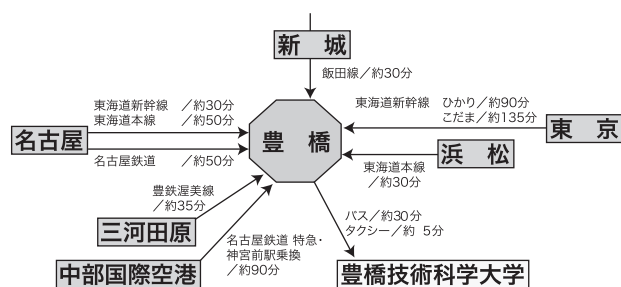 新　城
飯田線／約30分
東海道新幹線　／約30分
東海道本線　　／約50分
名古屋
名古屋鉄道　　／約50分
豊　橋
東海道新幹線　ひかり／約90分
こだま／約135分
東　京
浜　松
東海道本線
／約30分
豊鉄渥美線
／約35分
三河田原
名古屋鉄道 特急・
神宮前駅乗換
／約90分
中部国際空港
バス／約30分
タクシー／約 5分
豊橋技術科学大学